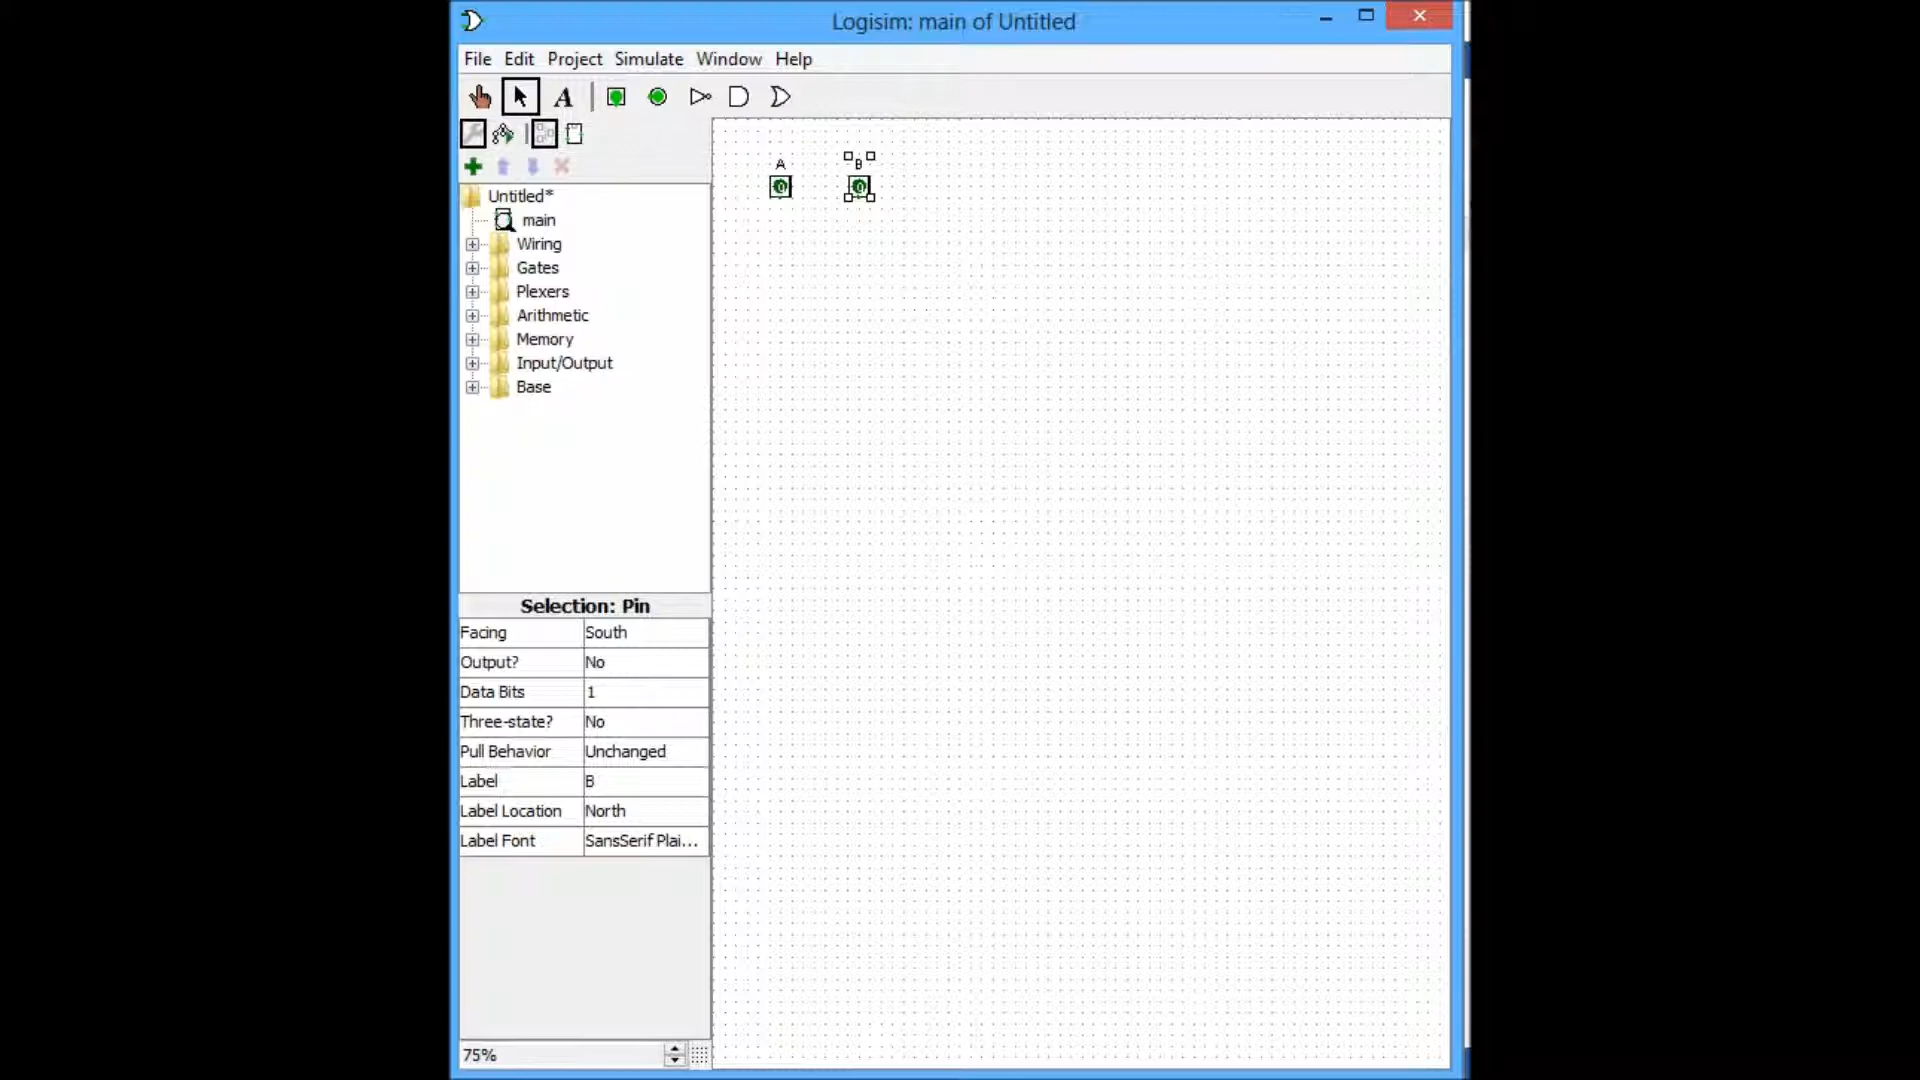 Logisim: main of Untitled
File Edit Project Simulate Window Help
A
A B
0 0
Untitled*
main
Wiring
Gates
Plexers
Arithmetic
Memory
Input/Output
Base
Selection: Pin
Facing South
Output? No
Data Bits 1
Three-state? No
Pull Behavior Unchanged
Label B
Label Location North
Label Font SansSerif Plai...
75%